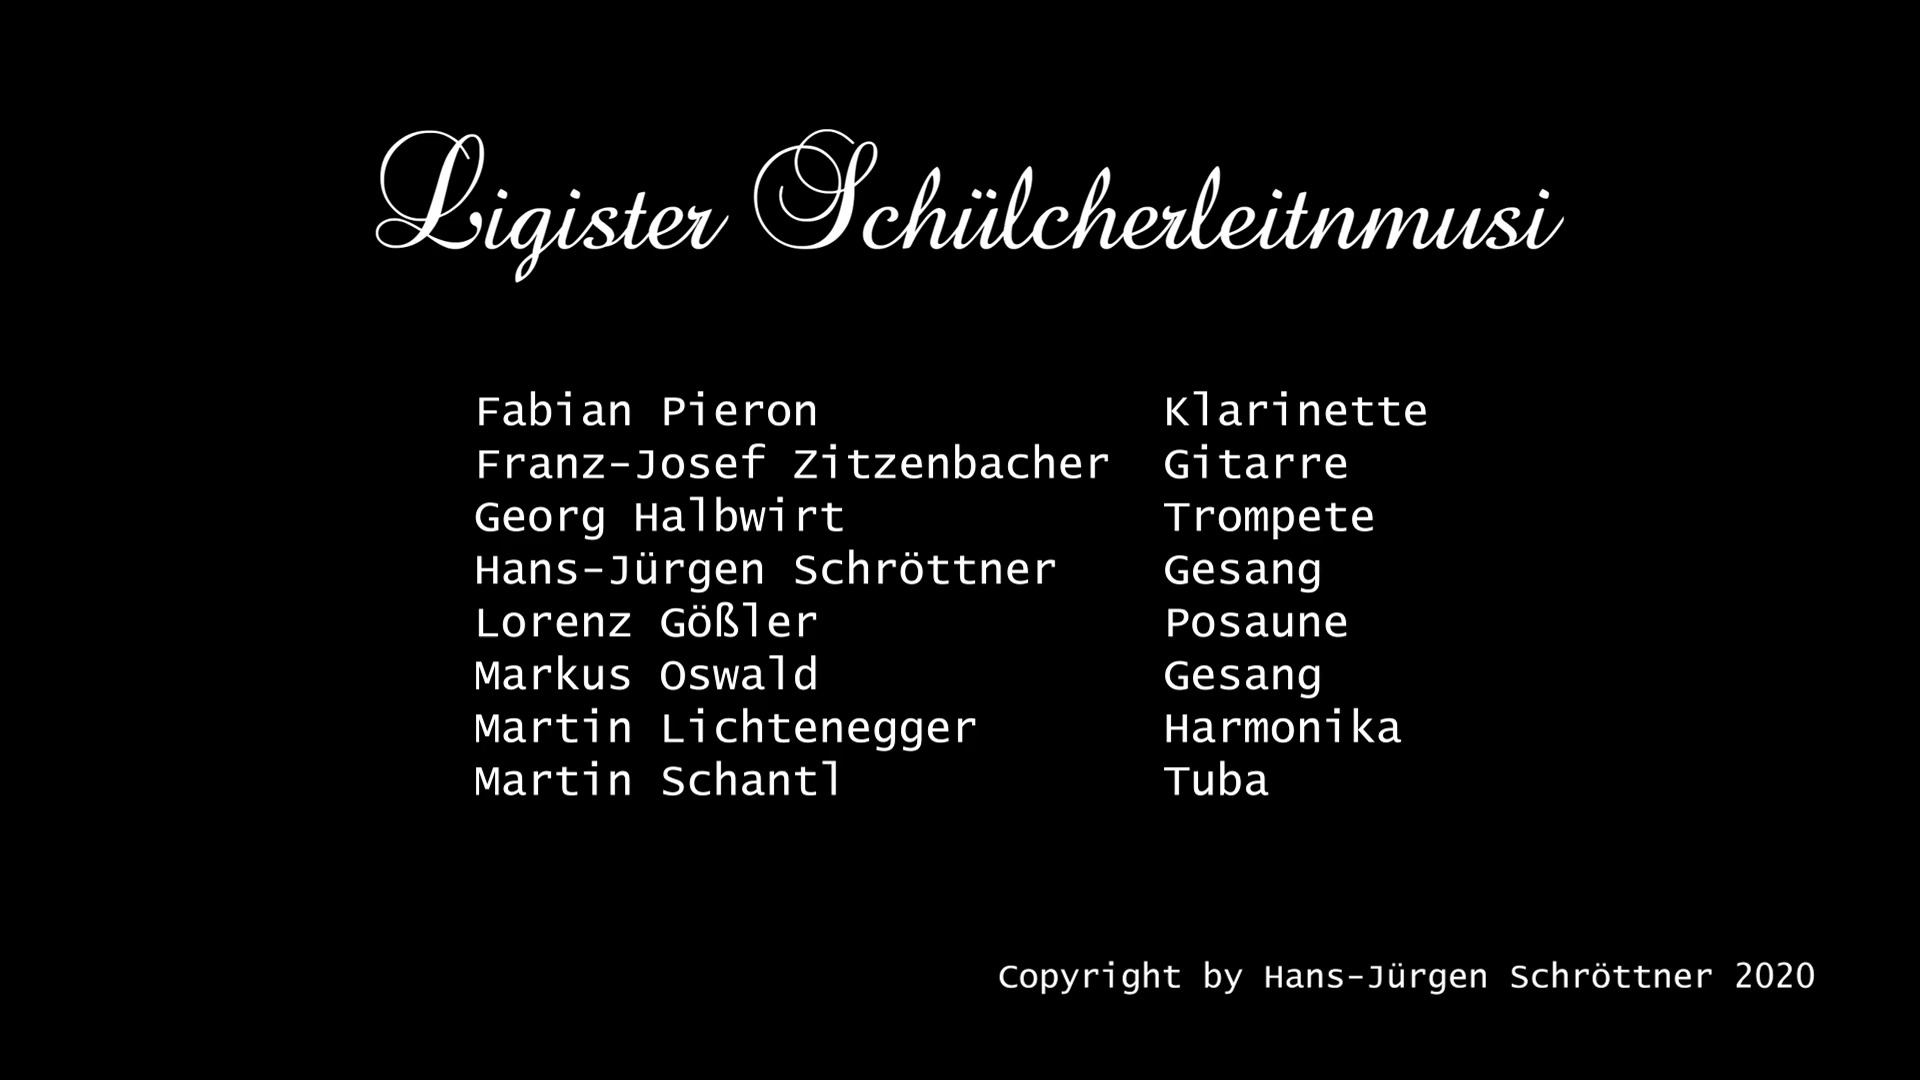 Ligister Schülcherleitnmusi
Fabian Pieron Klarinette
Franz-Josef Zitzenbacher Gitarre
Georg Halbwirt Trompete
Hans-Jürgen Schröttner Gesang
Lorenz Gößler Posaune
Markus Oswald Gesang
Martin Lichtenegger Harmonika
Martin Schantl Tuba
Copyright by Hans-Jürgen Schröttner 2020